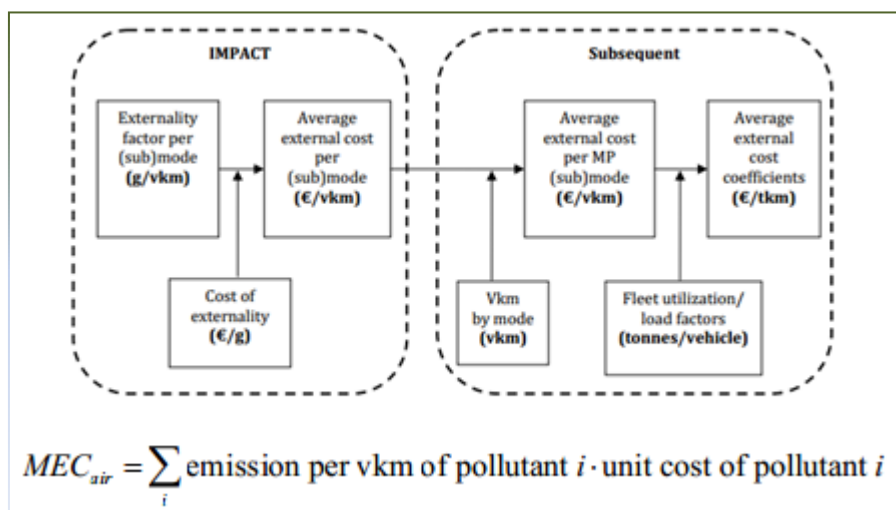 IMPACT
Subsequent
Externality
factor per
(sub)mode
(g/vkm)
Average
external cost
per
(sub)mode
(€/vkm)
Average
external cost
per MP
(sub)mode
(€/vkm)
Average
external
cost
coefficients
(€/tkm)
Cost of
externality
(€/g)
Vkm
by mode
(vkm)
Fleet utilization/
load factors
(tonnes/vehicle)
MEC_air = ∑_i emission per vkm of pollutant i · unit cost of pollutant i